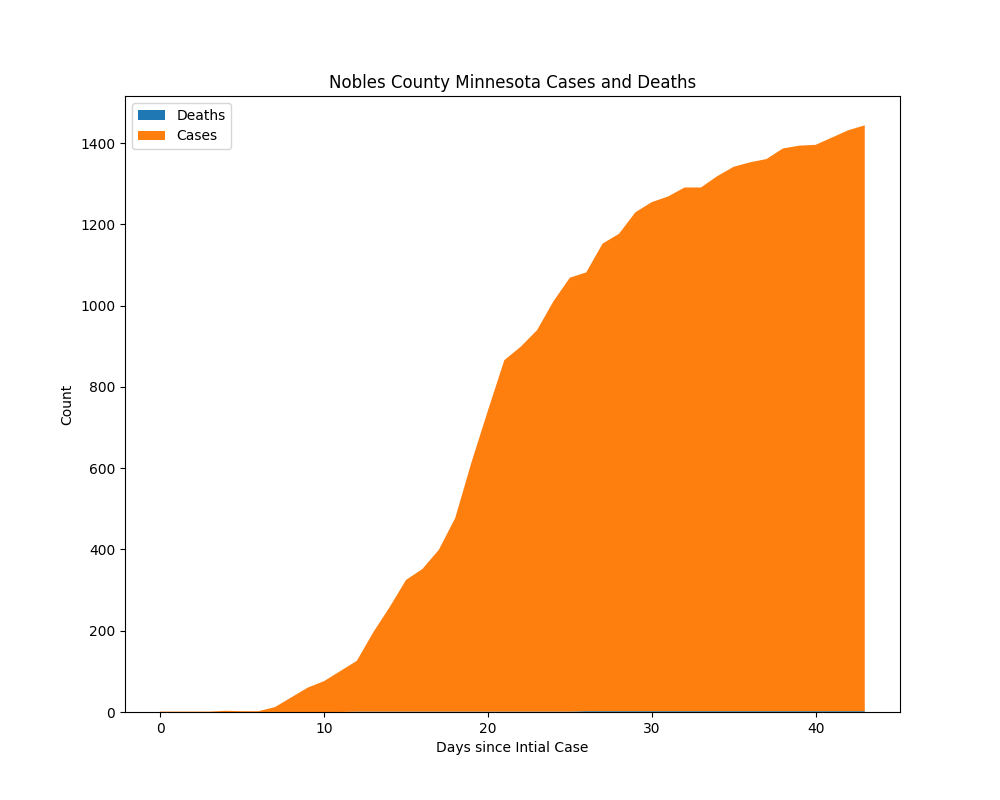 Nobles County Minnesota Cases and Deaths
Deaths
Cases
1400
1200
1000
800
600
400
200
0
Count
0 10 20 30 40
Days since Intial Case